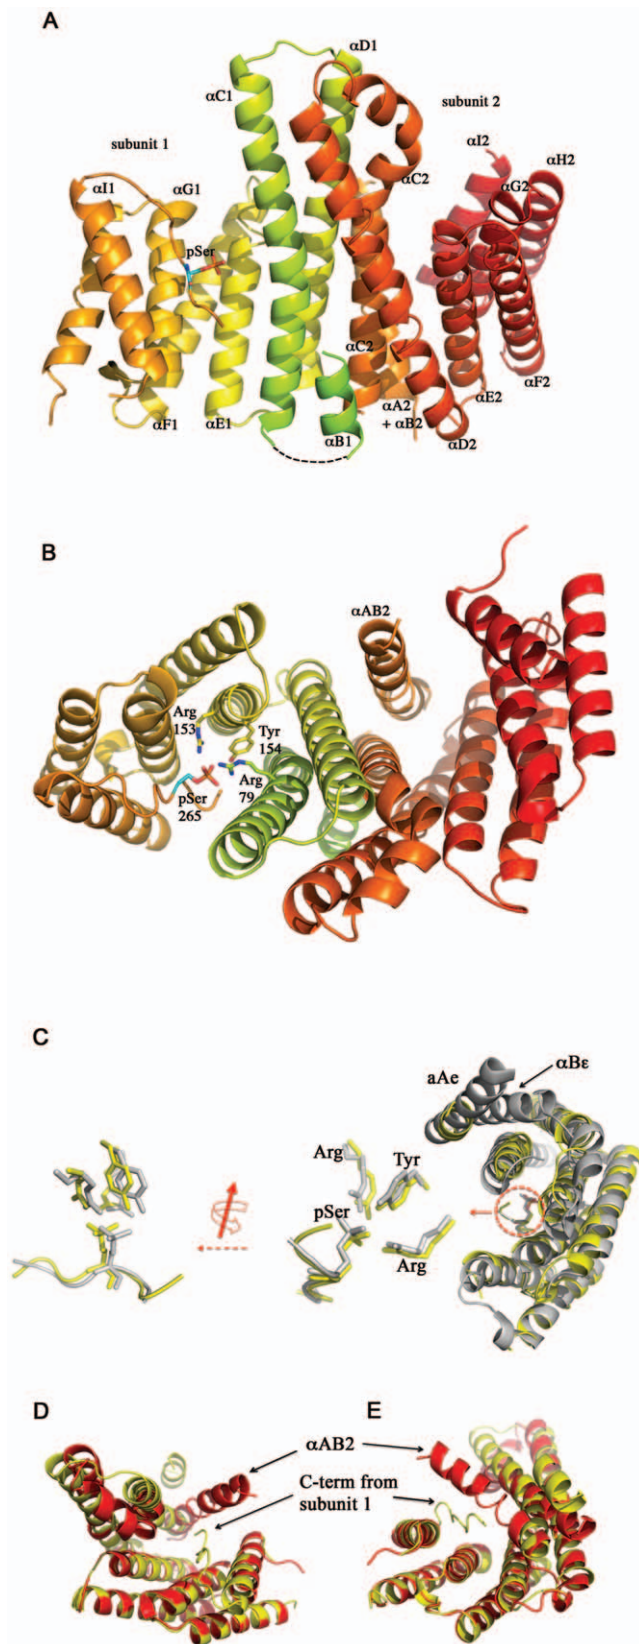 A
αD1
αC1
subunit 2
subunit 1
αI2
αH2
αI1
αG1
αG2
αC2
pSer
αC2
αA2
+ αB2
αE2
αF2
αF1
αE1
αB1
αD2
B
αAB2
Arg
153
Tyr
154
pSer
265
Arg
79
C
aAe
αBε
Arg
Tyr
pSer
Arg
D
E
αAB2
C-term from
subunit 1